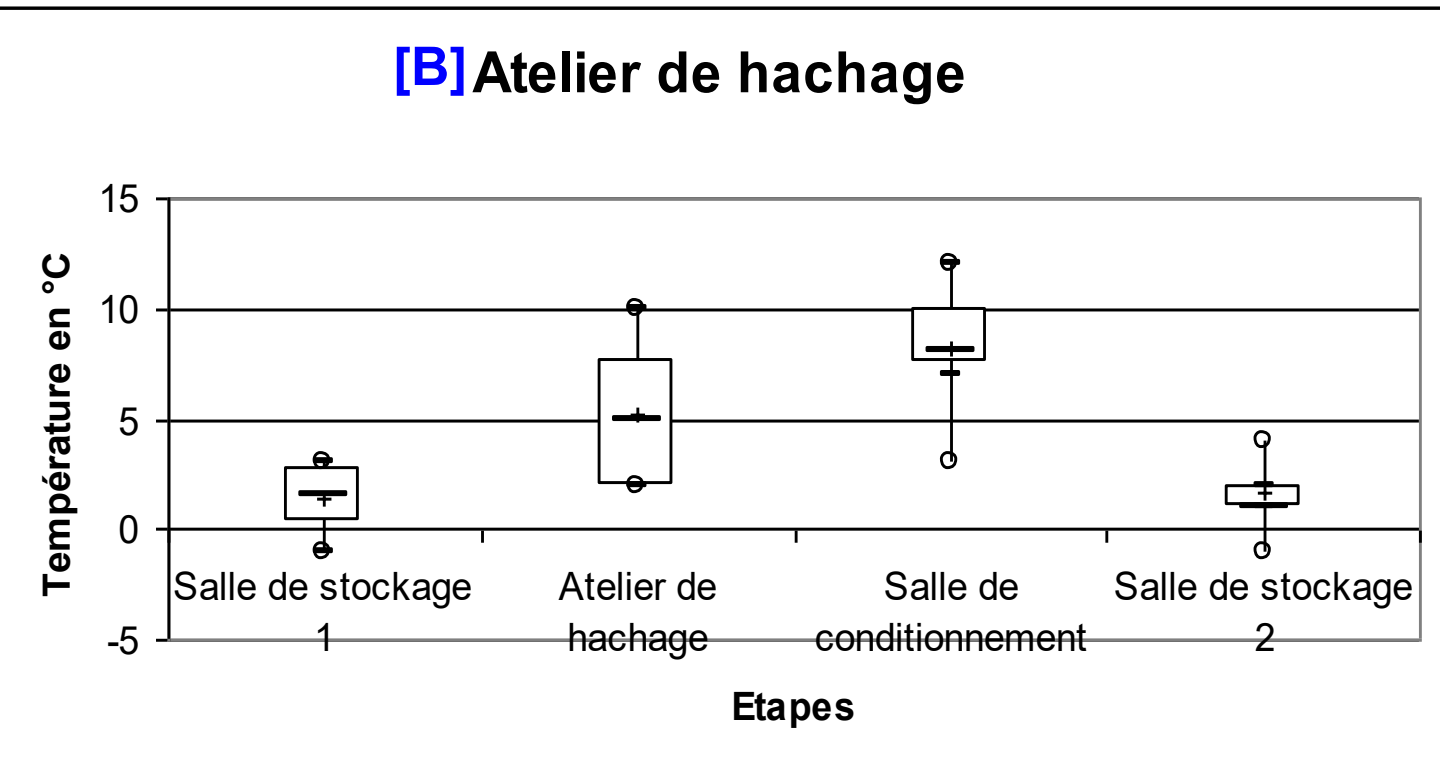 [B] Atelier de hachage
Température en °C
15
10
5
0
-5
Salle de stockage
1
Atelier de
hachage
Salle de
conditionnement
Salle de stockage
2
Etapes